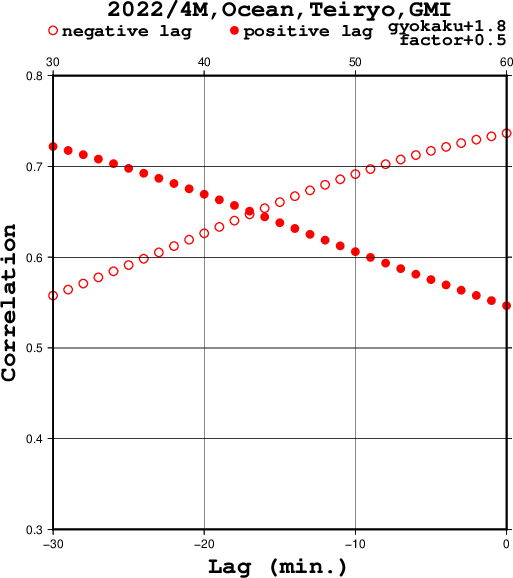 2022/4M,Ocean,Teiryo,GMI
negative lag positive lag gyokaku+1.8
factor+0.5
30 40 50 60
0.8
0.7
0.6
0.5
0.4
0.3
Correlation
−30 −20 −10 0
Lag (min.)